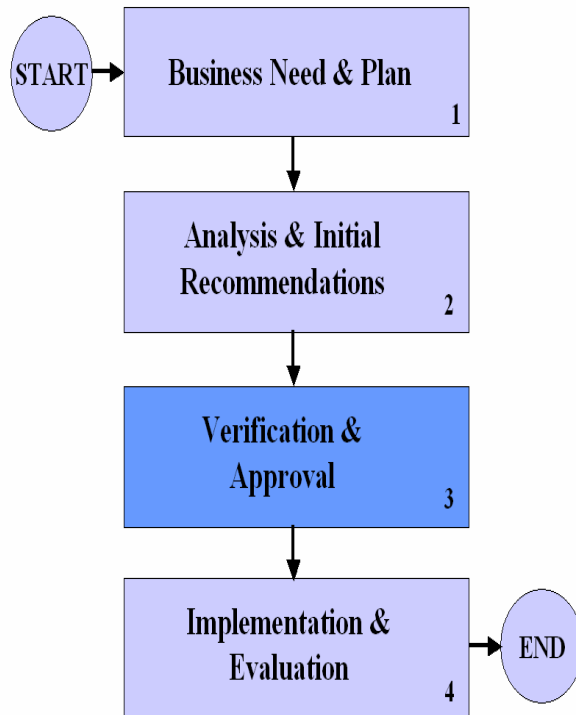 START
Business Need & Plan
1
Analysis & Initial
Recommendations
2
Verification &
Approval
3
Implementation &
Evaluation
4
END